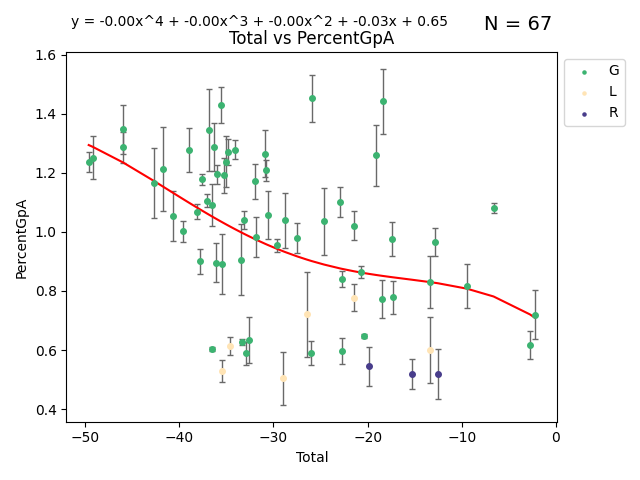 y = -0.00x^4 + -0.00x^3 + -0.00x^2 + -0.03x + 0.65
N = 67
Total vs PercentGpA
G
L
R
PercentGpA
1.6
1.4
1.2
1.0
0.8
0.6
0.4
−50
−40
−30
−20
−10
0
Total